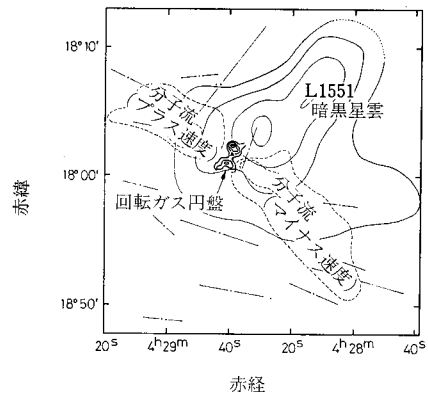 18°10'
L1551
暗黒星雲
分子流
プラス速度
赤緯
18°00'
回転ガス円盤
分子流
マイナス速度
18°50'
20s 4h29m 40s 20s 4h28m 40s
赤経